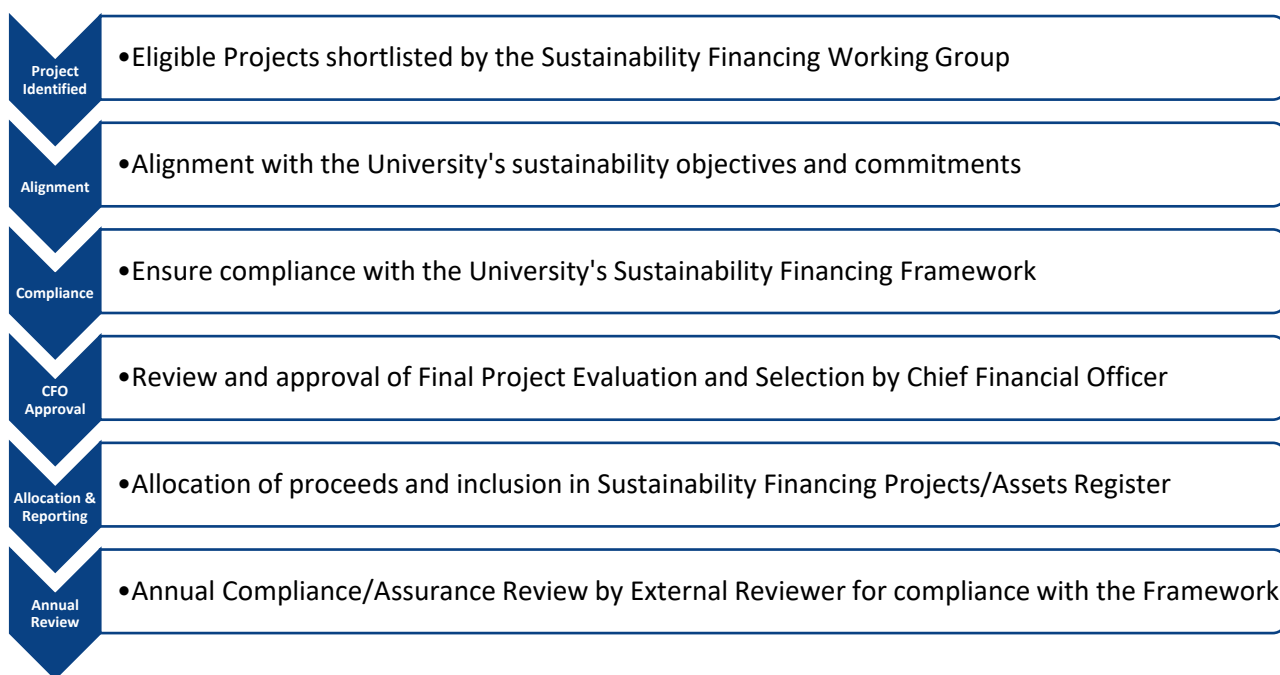 Project
Identified
•Eligible Projects shortlisted by the Sustainability Financing Working Group
Alignment
•Alignment with the University's sustainability objectives and commitments
Compliance
•Ensure compliance with the University's Sustainability Financing Framework
CFO
Approval
•Review and approval of Final Project Evaluation and Selection by Chief Financial Officer
Allocation &
Reporting
•Allocation of proceeds and inclusion in Sustainability Financing Projects/Assets Register
Annual
Review
•Annual Compliance/Assurance Review by External Reviewer for compliance with the Framework